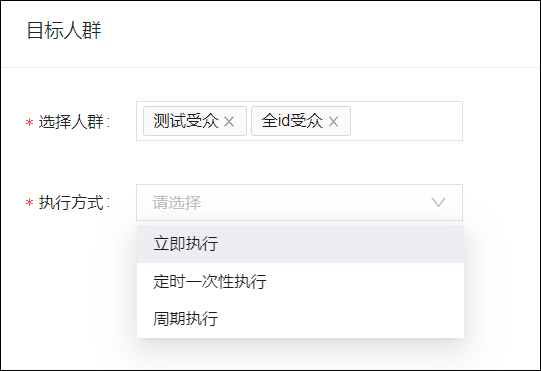 目标人群
* 选择人群: 测试受众 × 全id受众 ×
* 执行方式: 请选择
立即执行
定时一次性执行
周期执行